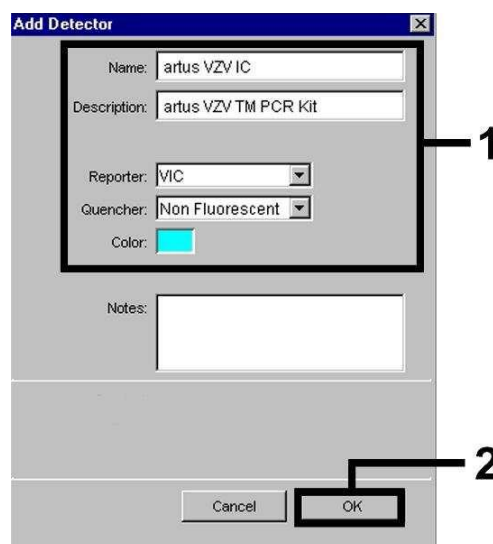 Add Detector
Name: artus VZV IC
Description: artus VZV TM PCR Kit
1
Reporter: VIC
Quencher: Non Fluorescent
Color:
Notes:
2
Cancel OK